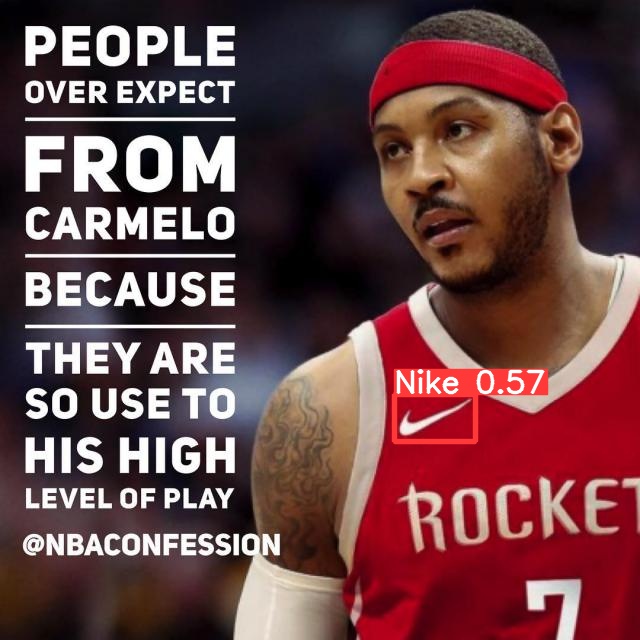 PEOPLE
OVER EXPECT
FROM
CARMELO
BECAUSE
THEY ARE
SO USE TO
HIS HIGH
LEVEL OF PLAY
@NBACONFESSION
Nike 0.57
ROCKET
7